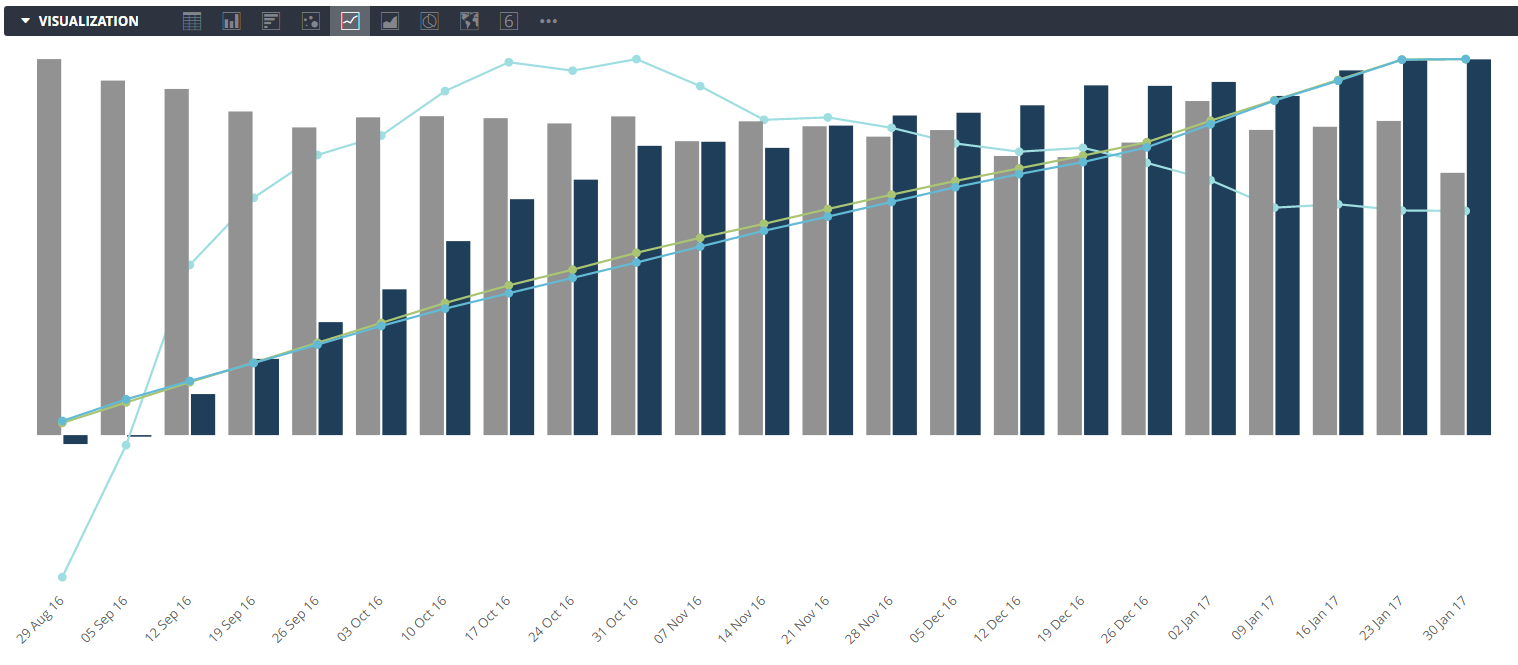 VISUALIZATION
6
29 Aug 16
05 Sep 16
12 Sep 16
19 Sep 16
26 Sep 16
03 Oct 16
10 Oct 16
17 Oct 16
24 Oct 16
31 Oct 16
07 Nov 16
14 Nov 16
21 Nov 16
28 Nov 16
05 Dec 16
12 Dec 16
19 Dec 16
26 Dec 16
02 Jan 17
09 Jan 17
16 Jan 17
23 Jan 17
30 Jan 17